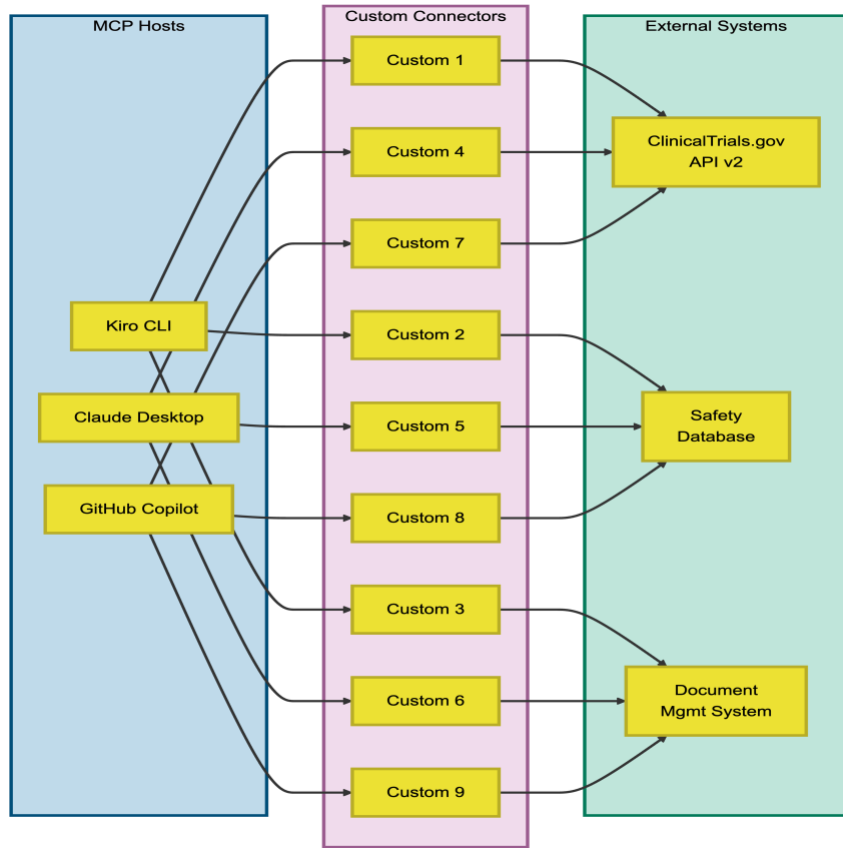 MCP Hosts
Kiro CLI
Claude Desktop
GitHub Copilot
Custom Connectors
Custom 1
Custom 4
Custom 7
Custom 2
Custom 5
Custom 8
Custom 3
Custom 6
Custom 9
External Systems
ClinicalTrials.gov
API v2
Safety
Database
Document
Mgmt System